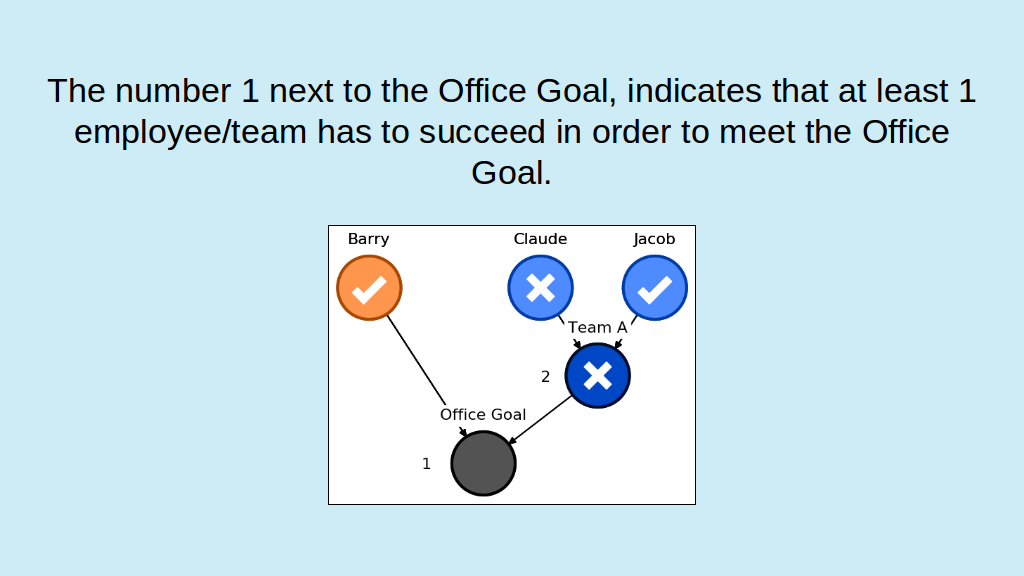 The number 1 next to the Office Goal, indicates that at least 1
employee/team has to succeed in order to meet the Office
Goal.
Barry
Claude
Jacob
Team A
2
Office Goal
1